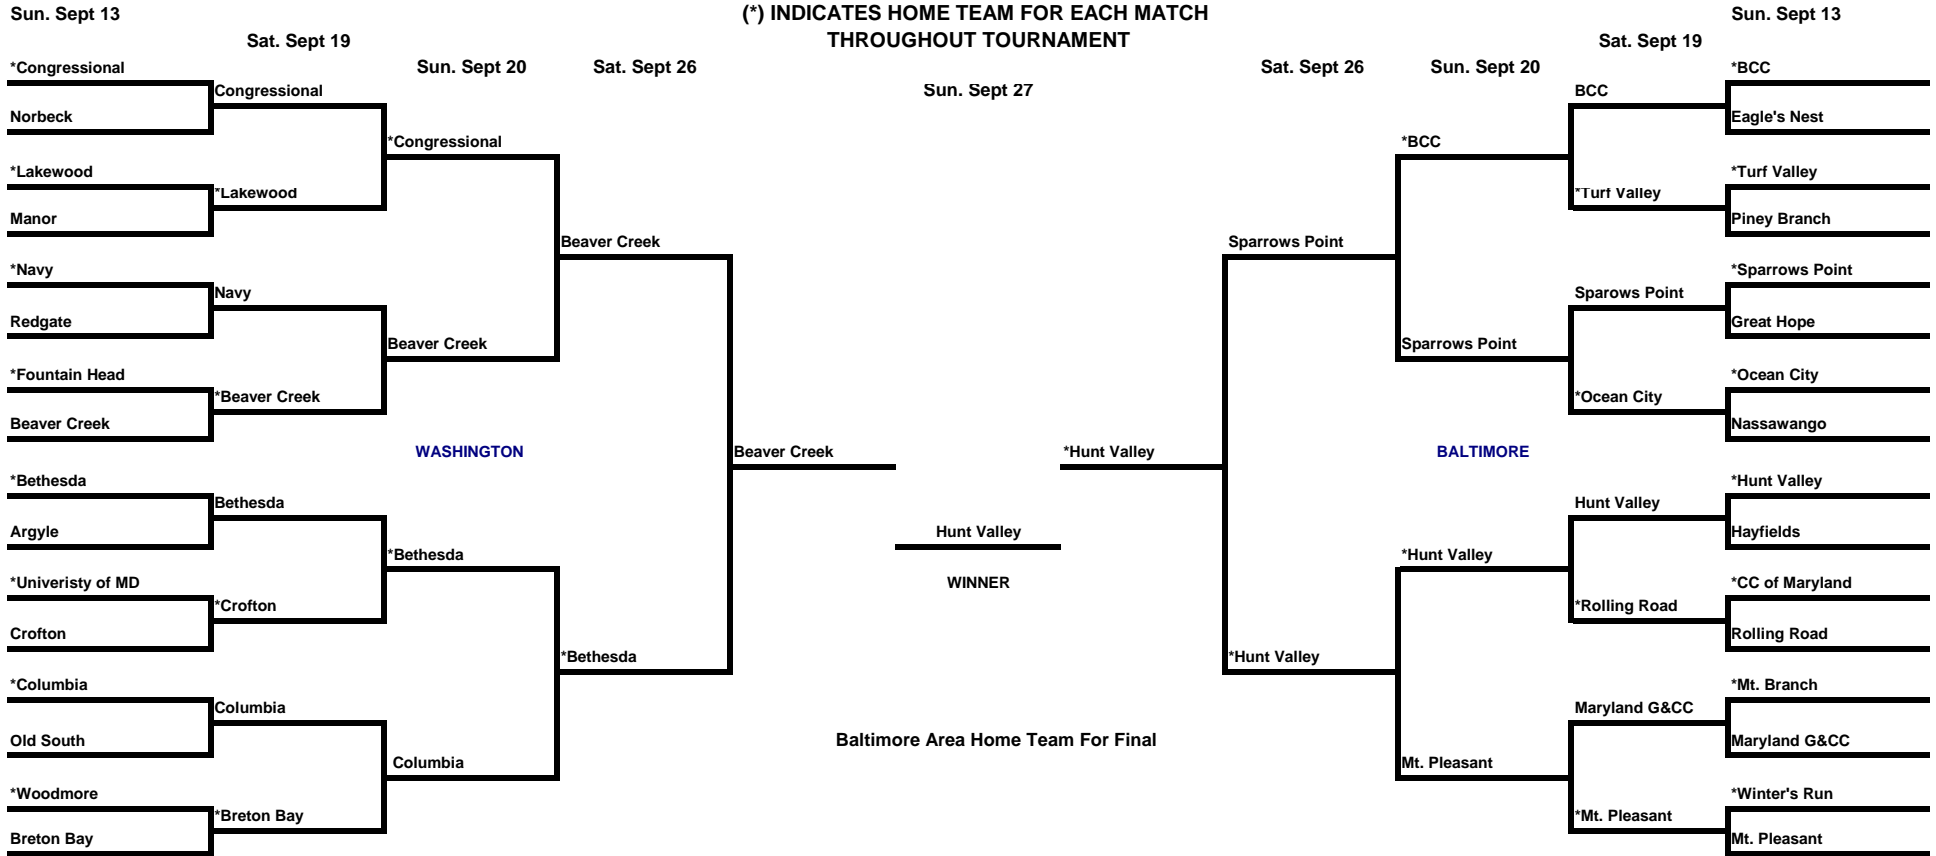 Sun. Sept 13
(*) INDICATES HOME TEAM FOR EACH MATCH
THROUGHOUT TOURNAMENT
Sun. Sept 13
Sat. Sept 19
Sat. Sept 19
Sun. Sept 20
Sat. Sept 26
Sun. Sept 27
Sat. Sept 26
Sun. Sept 20
*Congressional
Norbeck
*Lakewood
Manor
*Navy
Redgate
*Fountain Head
Beaver Creek
*Bethesda
Argyle
*Univeristy of MD
Crofton
*Columbia
Old South
*Woodmore
Breton Bay
Congressional
*Lakewood
Navy
*Beaver Creek
Bethesda
*Crofton
Columbia
*Breton Bay
*Congressional
Beaver Creek
WASHINGTON
*Bethesda
Columbia
Beaver Creek
*Bethesda
Beaver Creek
Hunt Valley
WINNER
Baltimore Area Home Team For Final
*Hunt Valley
Sparrows Point
*Hunt Valley
*BCC
Sparrows Point
BALTIMORE
*Hunt Valley
Mt. Pleasant
BCC
*Turf Valley
Sparows Point
*Ocean City
Hunt Valley
*Rolling Road
Maryland G&CC
*Mt. Pleasant
*BCC
Eagle's Nest
*Turf Valley
Piney Branch
*Sparrows Point
Great Hope
*Ocean City
Nassawango
*Hunt Valley
Hayfields
*CC of Maryland
Rolling Road
*Mt. Branch
Maryland G&CC
*Winter's Run
Mt. Pleasant